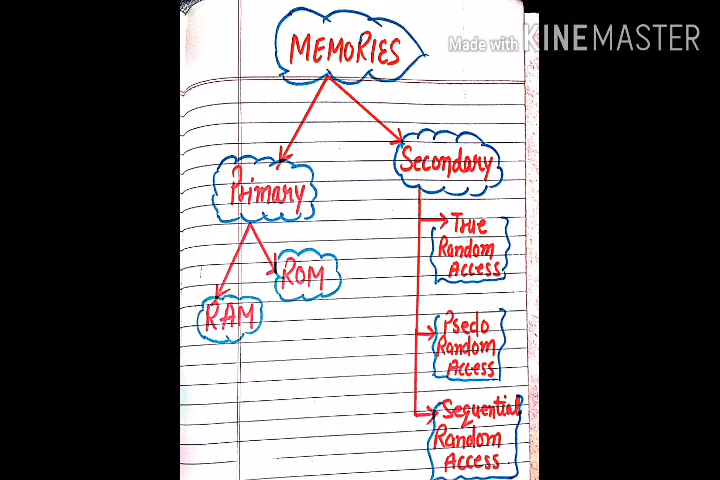 MEMORIES
Made with KINEMASTER
Primary
Secondary
ROM
RAM
True
Random
Access
Psedo
Random
Access
Sequential
Random
Access